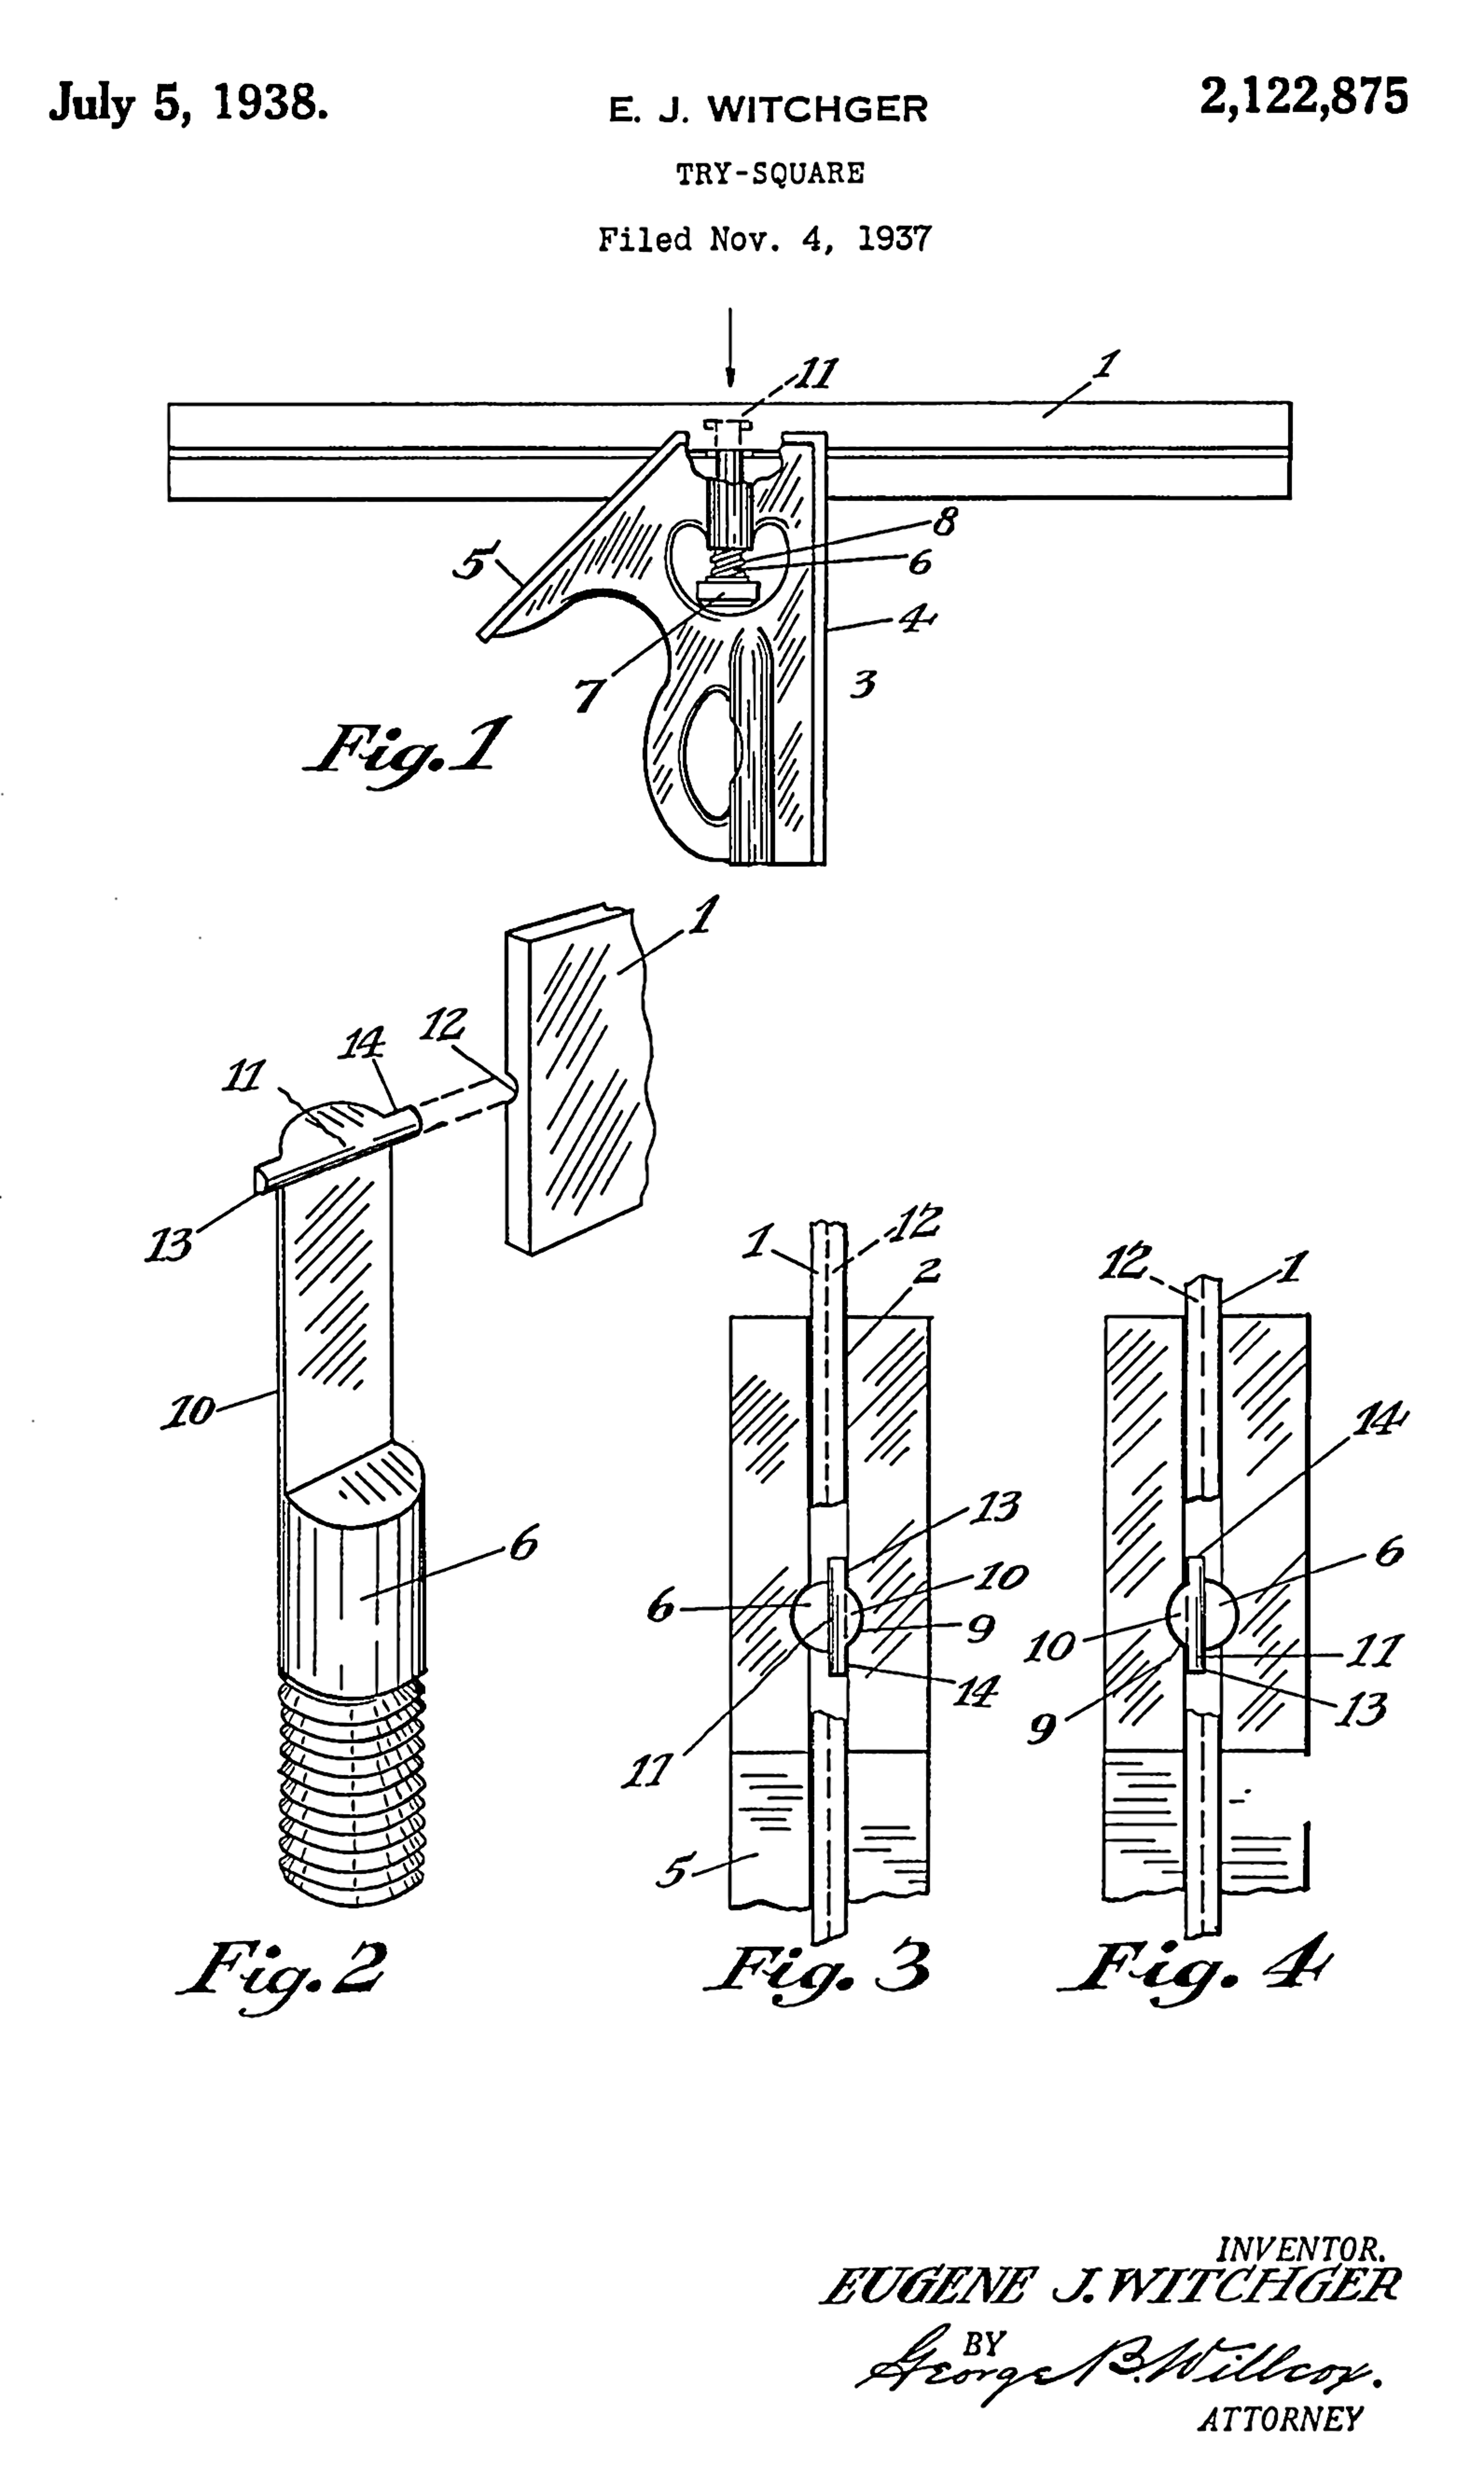 July 5, 1938.
E. J. WITCHGER
2,122,875
TRY-SQUARE
Filed Nov. 4, 1937
11
1
8
6
5
4
7
3
Fig.1
1
12
14
11
13
10
6
Fig.2
1
12
2
13
10
6
9
14
11
5
Fig. 3
12
1
14
6
10
11
9
13
Fig. 4
INVENTOR.
EUGENE J. WITCHGER
BY
George B. Willcox.
ATTORNEY